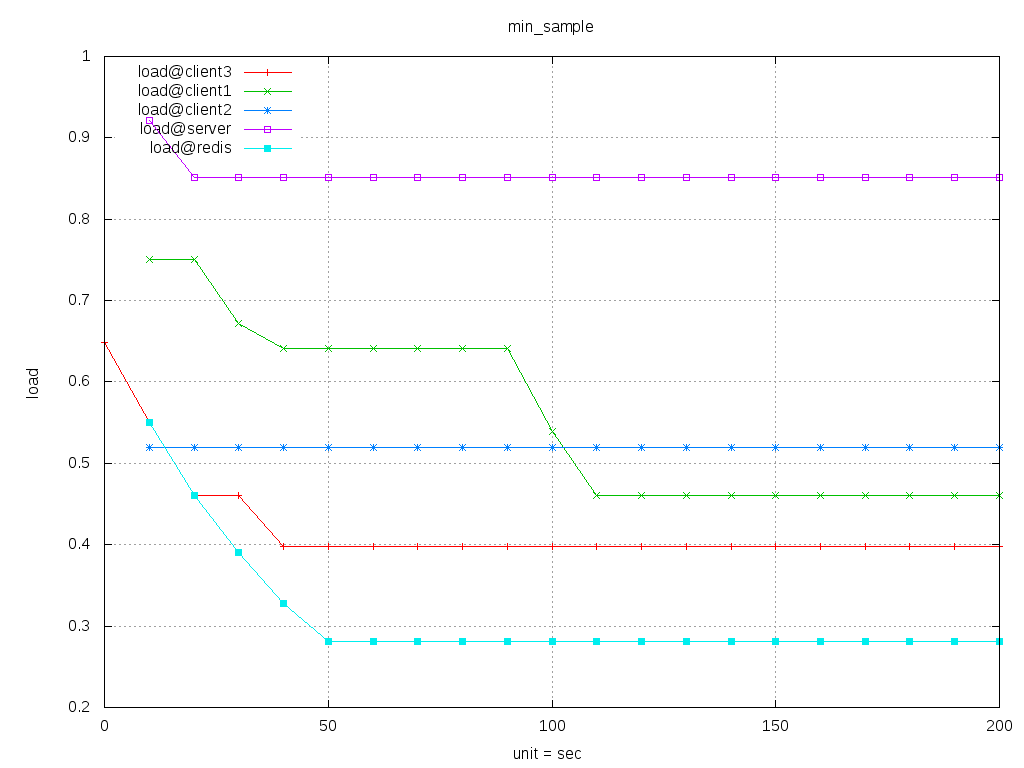 min_sample
load@client3
load@client1
load@client2
load@server
load@redis
1
0.9
0.8
0.7
0.6
0.5
0.4
0.3
0.2
load
0 50 100 150 200
unit = sec